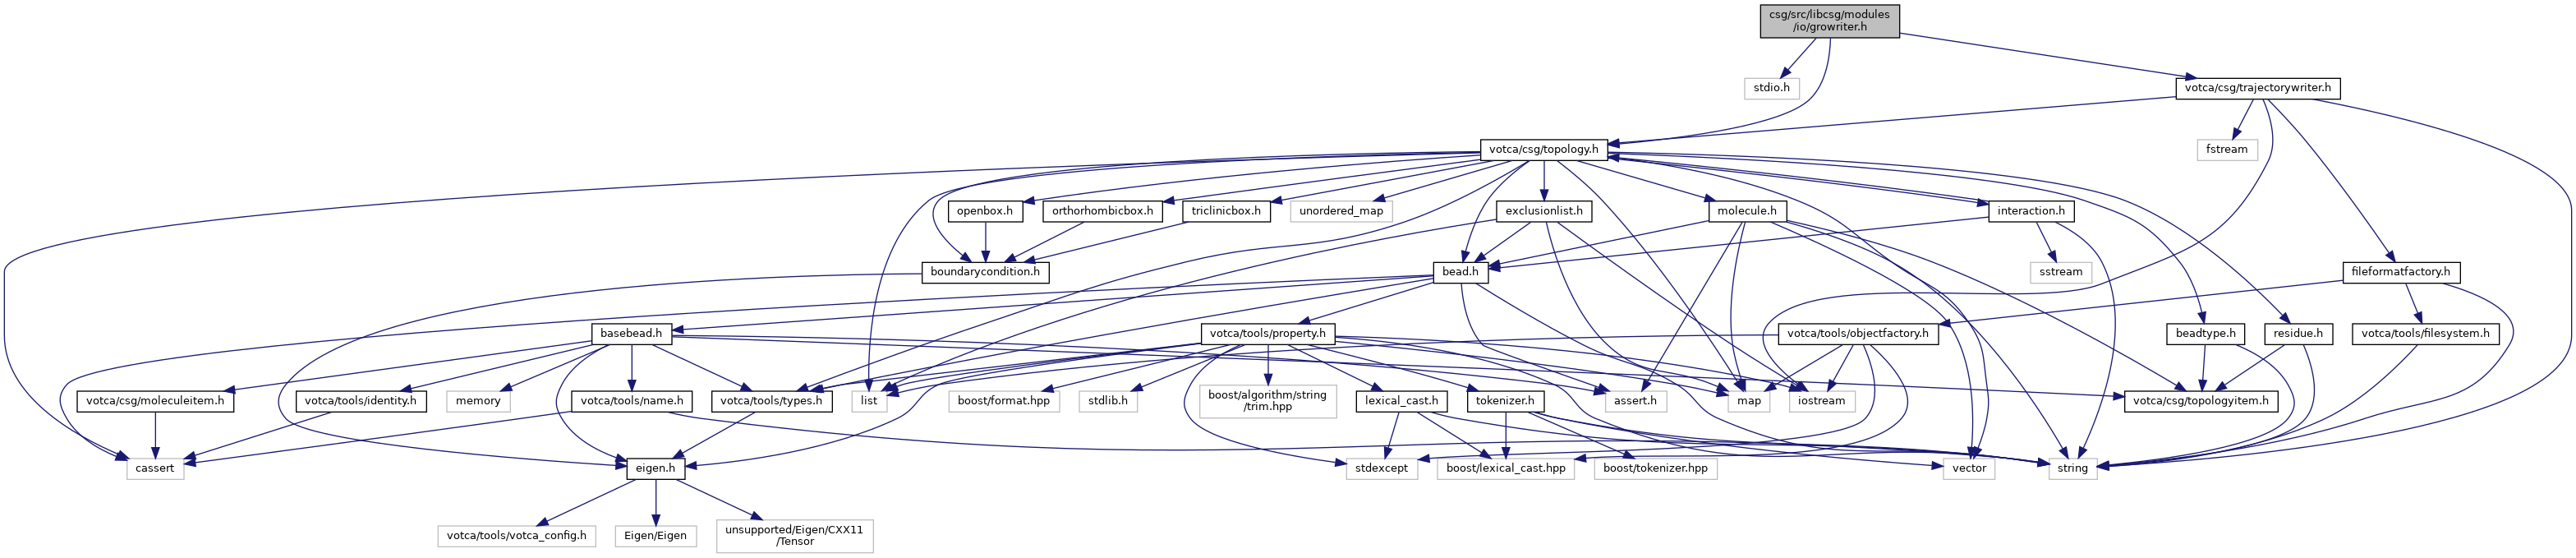 csg/src/libcsg/modules
/io/growriter.h
stdio.h
votca/csg/trajectorywriter.h
votca/csg/topology.h
fstream
openbox.h
orthorhombicbox.h
triclinicbox.h
unordered_map
exclusionlist.h
molecule.h
interaction.h
boundarycondition.h
bead.h
sstream
fileformatfactory.h
basebead.h
votca/tools/property.h
votca/tools/objectfactory.h
beadtype.h
residue.h
votca/tools/filesystem.h
votca/csg/moleculeitem.h
votca/tools/identity.h
memory
votca/tools/name.h
votca/tools/types.h
list
boost/format.hpp
stdlib.h
boost/algorithm/string
/trim.hpp
lexical_cast.h
tokenizer.h
assert.h
map
iostream
votca/csg/topologyitem.h
cassert
eigen.h
stdexcept
boost/lexical_cast.hpp
boost/tokenizer.hpp
vector
string
votca/tools/votca_config.h
Eigen/Eigen
unsupported/Eigen/CXX11
/Tensor